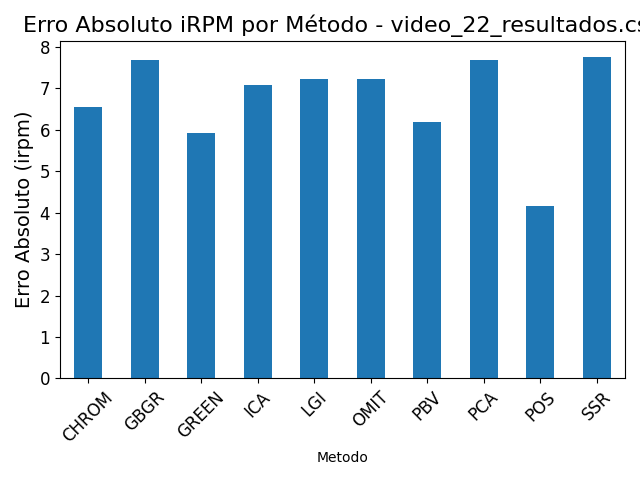 Erro Absoluto iRPM por Método - video_22_resultados.cs
Erro Absoluto (irpm)
8
7
6
5
4
3
2
1
0
CHROM GBGR GREEN ICA LGI OMIT PBV PCA POS SSR
Metodo